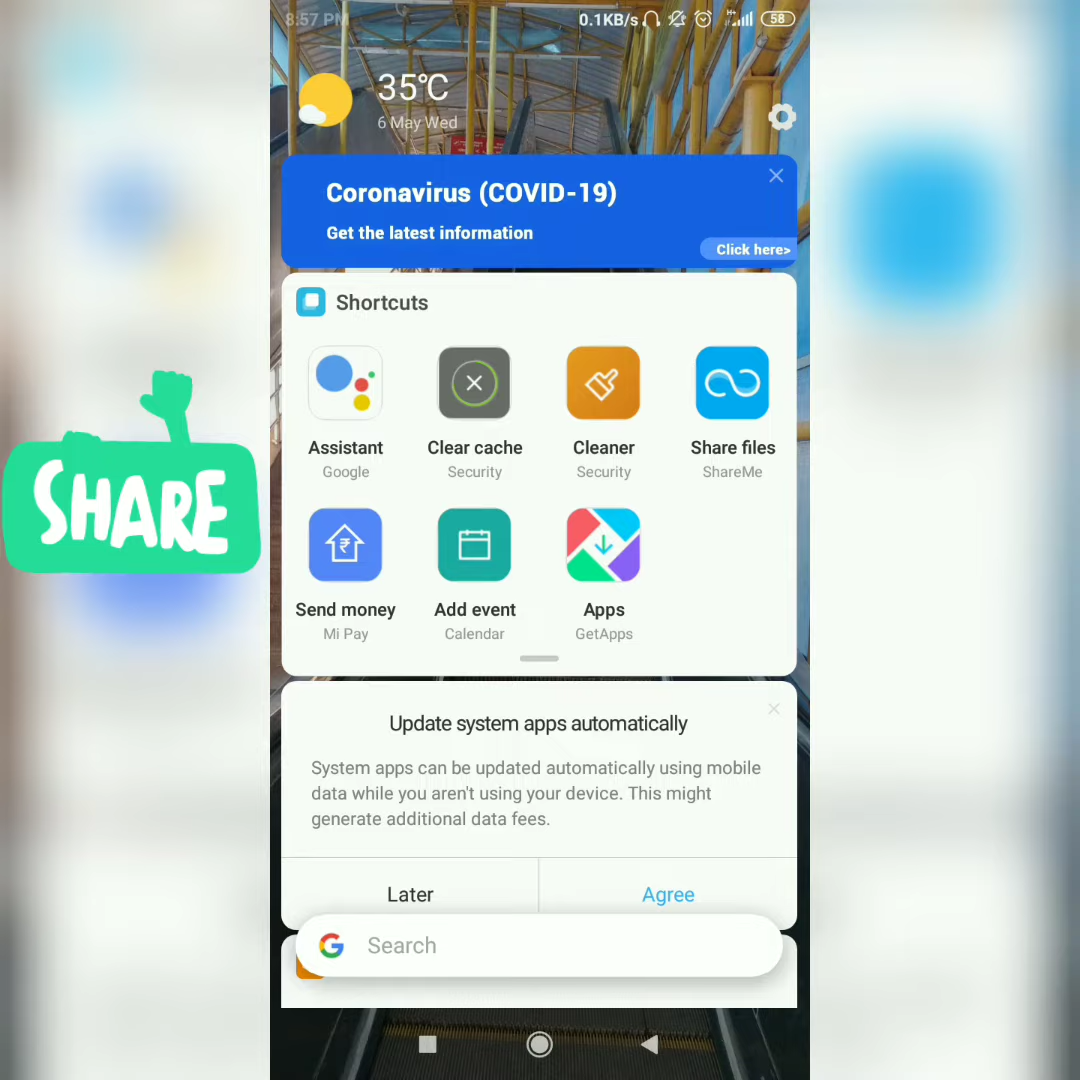 8:57 PM
0.1KB/s
H+
58
35℃
6 May Wed
Coronavirus (COVID-19)
Get the latest information
Click here>
Shortcuts
Assistant
Google
Clear cache
Security
Cleaner
Security
Share files
ShareMe
SHARE
Send money
Mi Pay
Add event
Calendar
Apps
GetApps
Update system apps automatically
System apps can be updated automatically using mobile
data while you aren't using your device. This might
generate additional data fees.
Later
Agree
Search